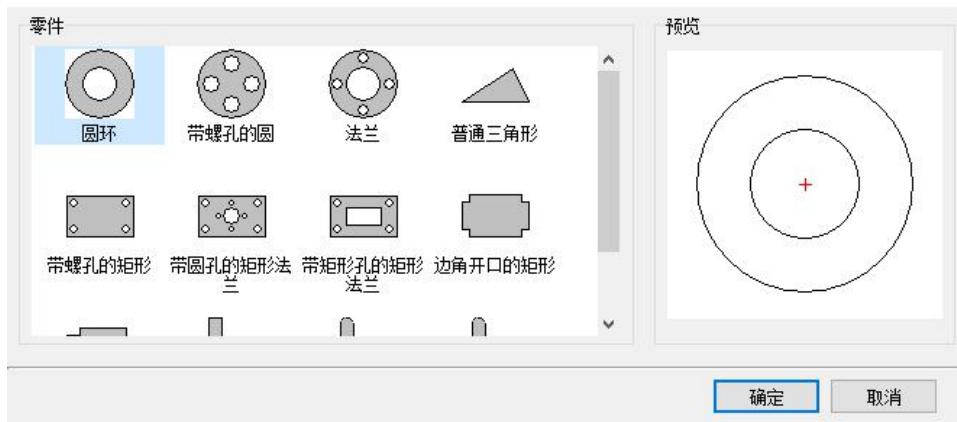 零件
预览
圆环
带螺孔的圆
法兰
普通三角形
带螺孔的矩形
带圆孔的矩形法
兰
带矩形孔的矩形
法兰
边角开口的矩形
确定
取消